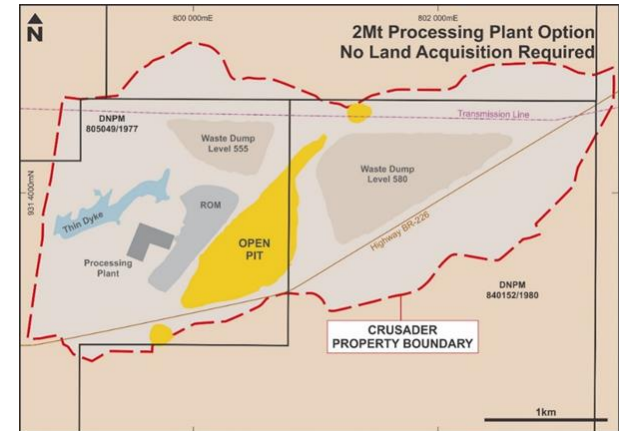 800 000mE
802 000mE
N
2Mt Processing Plant Option
No Land Acquisition Required
DNPM
805049/1977
Transmission Line
Waste Dump
Level 555
Waste Dump
Level 580
931 4000mN
Thin Dyke
ROM
Highway BR-226
OPEN
PIT
Processing
Plant
DNPM
840152/1980
CRUSADER
PROPERTY BOUNDARY
1km